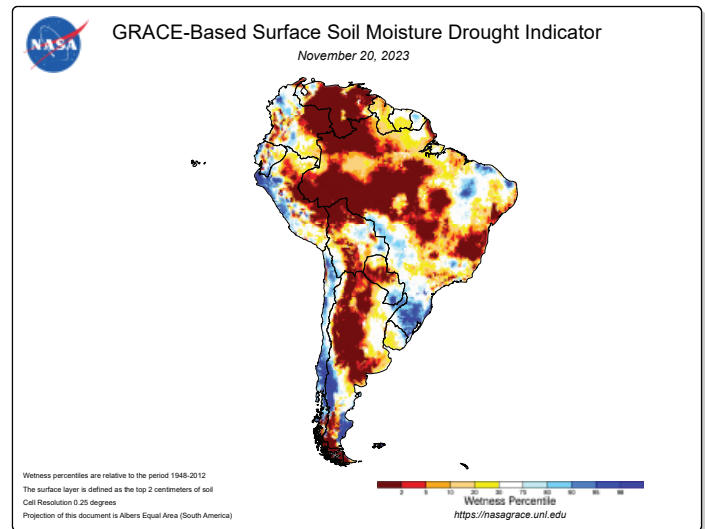 NASA
GRACE-Based Surface Soil Moisture Drought Indicator
November 20, 2023
Wetness percentiles are relative to the period 1948-2012
The surface layer is defined as the top 2 centimeters of soil
Cell Resolution 0.25 degrees
Projection of this document is Albers Equal Area (South America)
2 5 10 20 30 70 80 90 95 98
Wetness Percentile
https://nasagrace.unl.edu